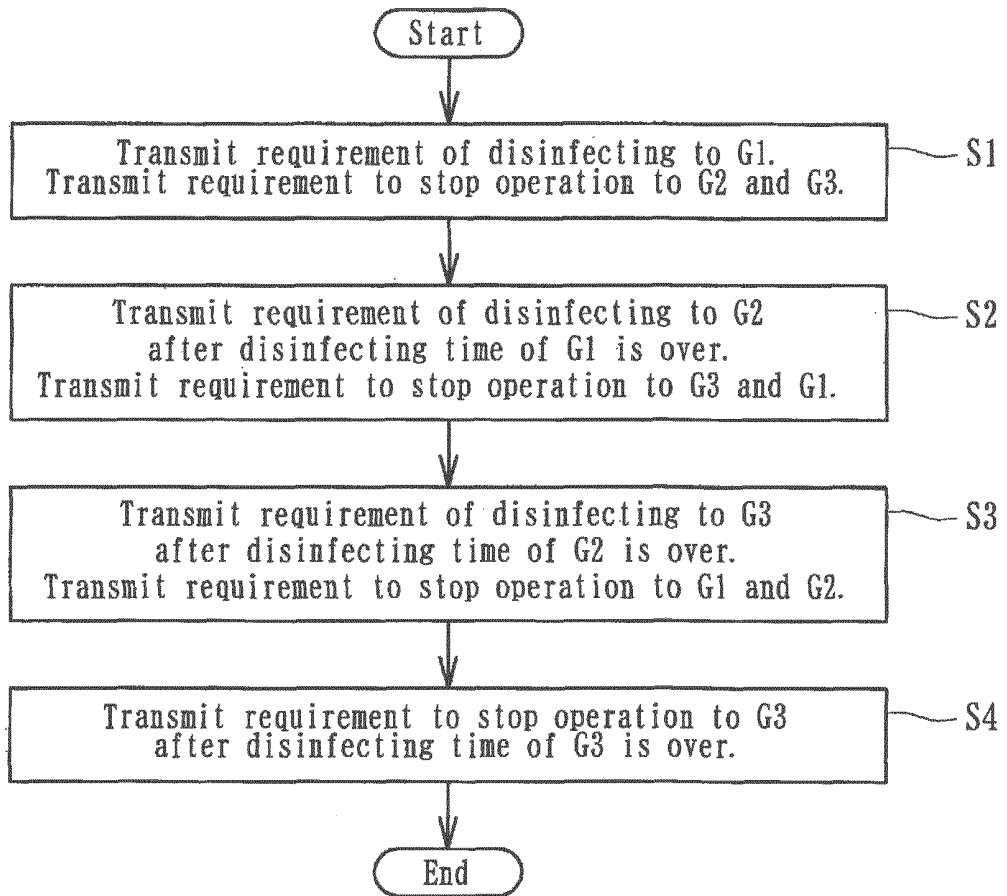 Start
Transmit requirement of disinfecting to G1.
Transmit requirement to stop operation to G2 and G3.
S1
Transmit requirement of disinfecting to G2
after disinfecting time of G1 is over.
Transmit requirement to stop operation to G3 and G1.
S2
Transmit requirement of disinfecting to G3
after disinfecting time of G2 is over.
Transmit requirement to stop operation to G1 and G2.
S3
Transmit requirement to stop operation to G3
after disinfecting time of G3 is over.
S4
End